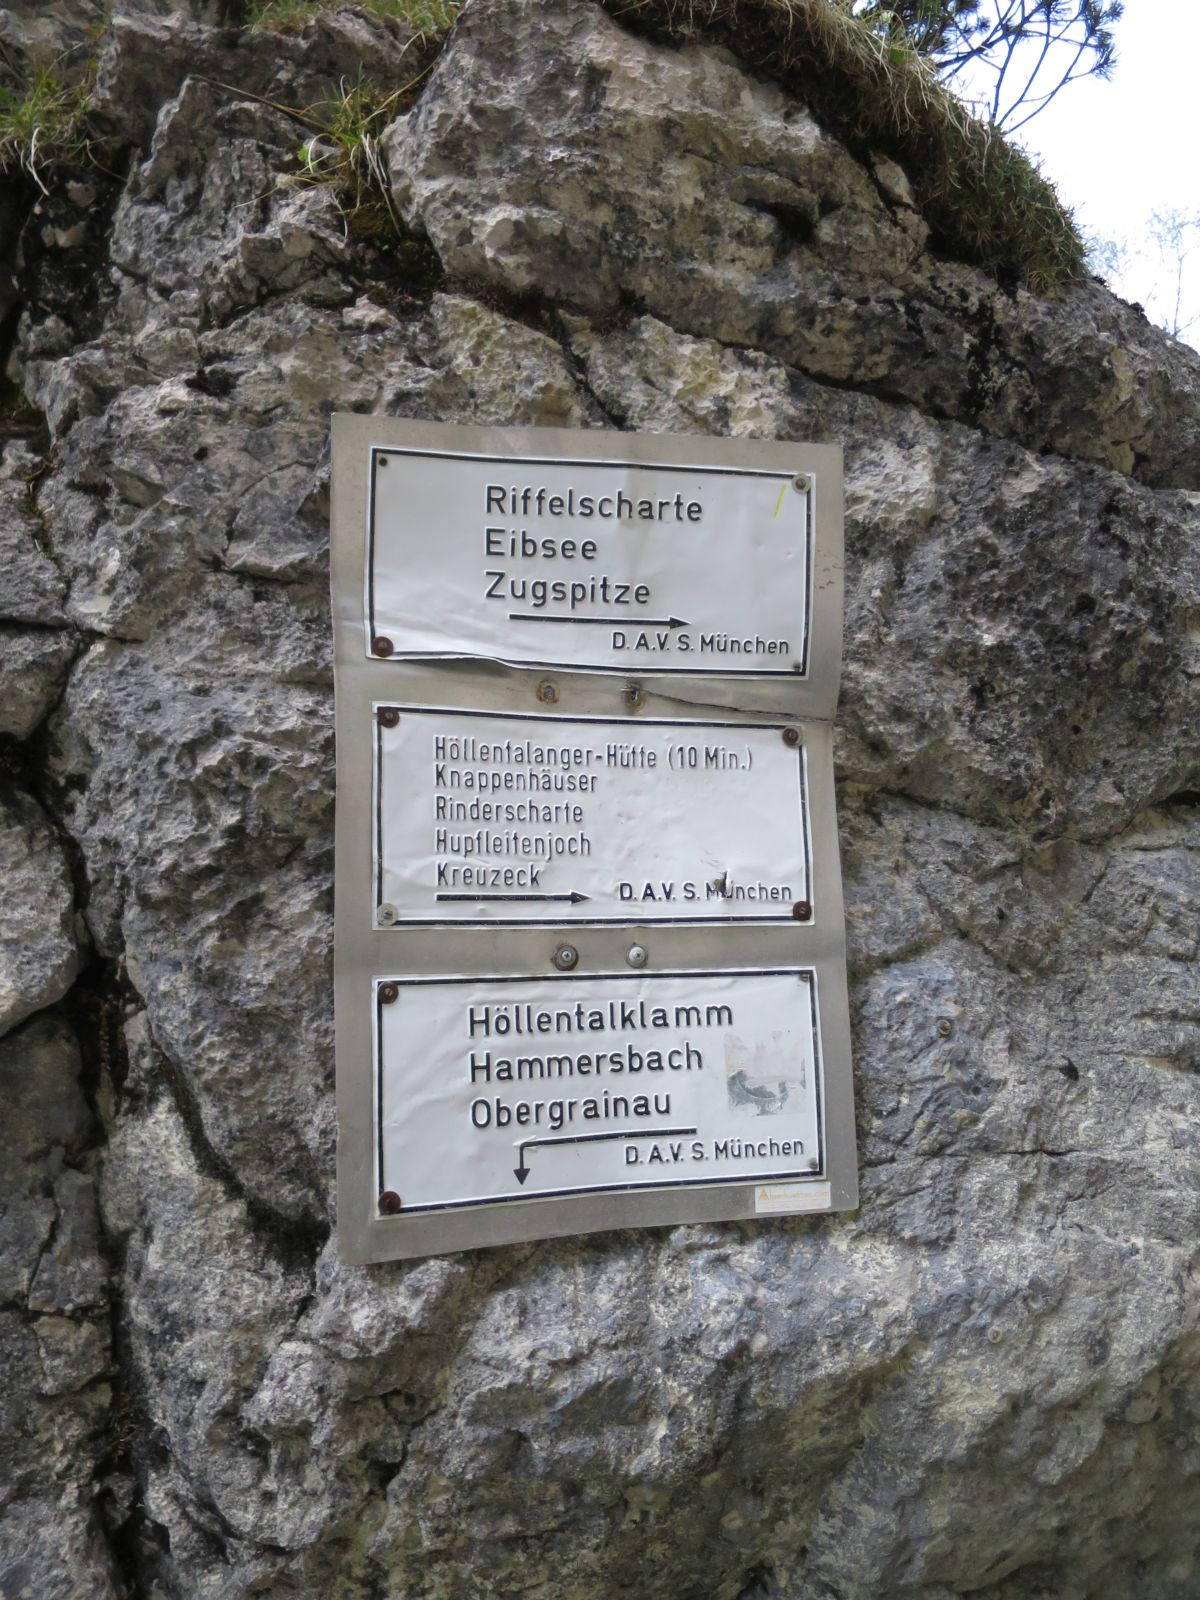 Riffelscharte
Eibsee
Zugspitze
D.A.V. S. München
Höllentalanger-Hütte (10 Min.)
Knappenhäuser
Rinderscharte
Hupfleitenjoch
Kreuzeck
D.A.V. S. München
Höllentalklamm
Hammersbach
Obergrainau
D.A.V. S. München